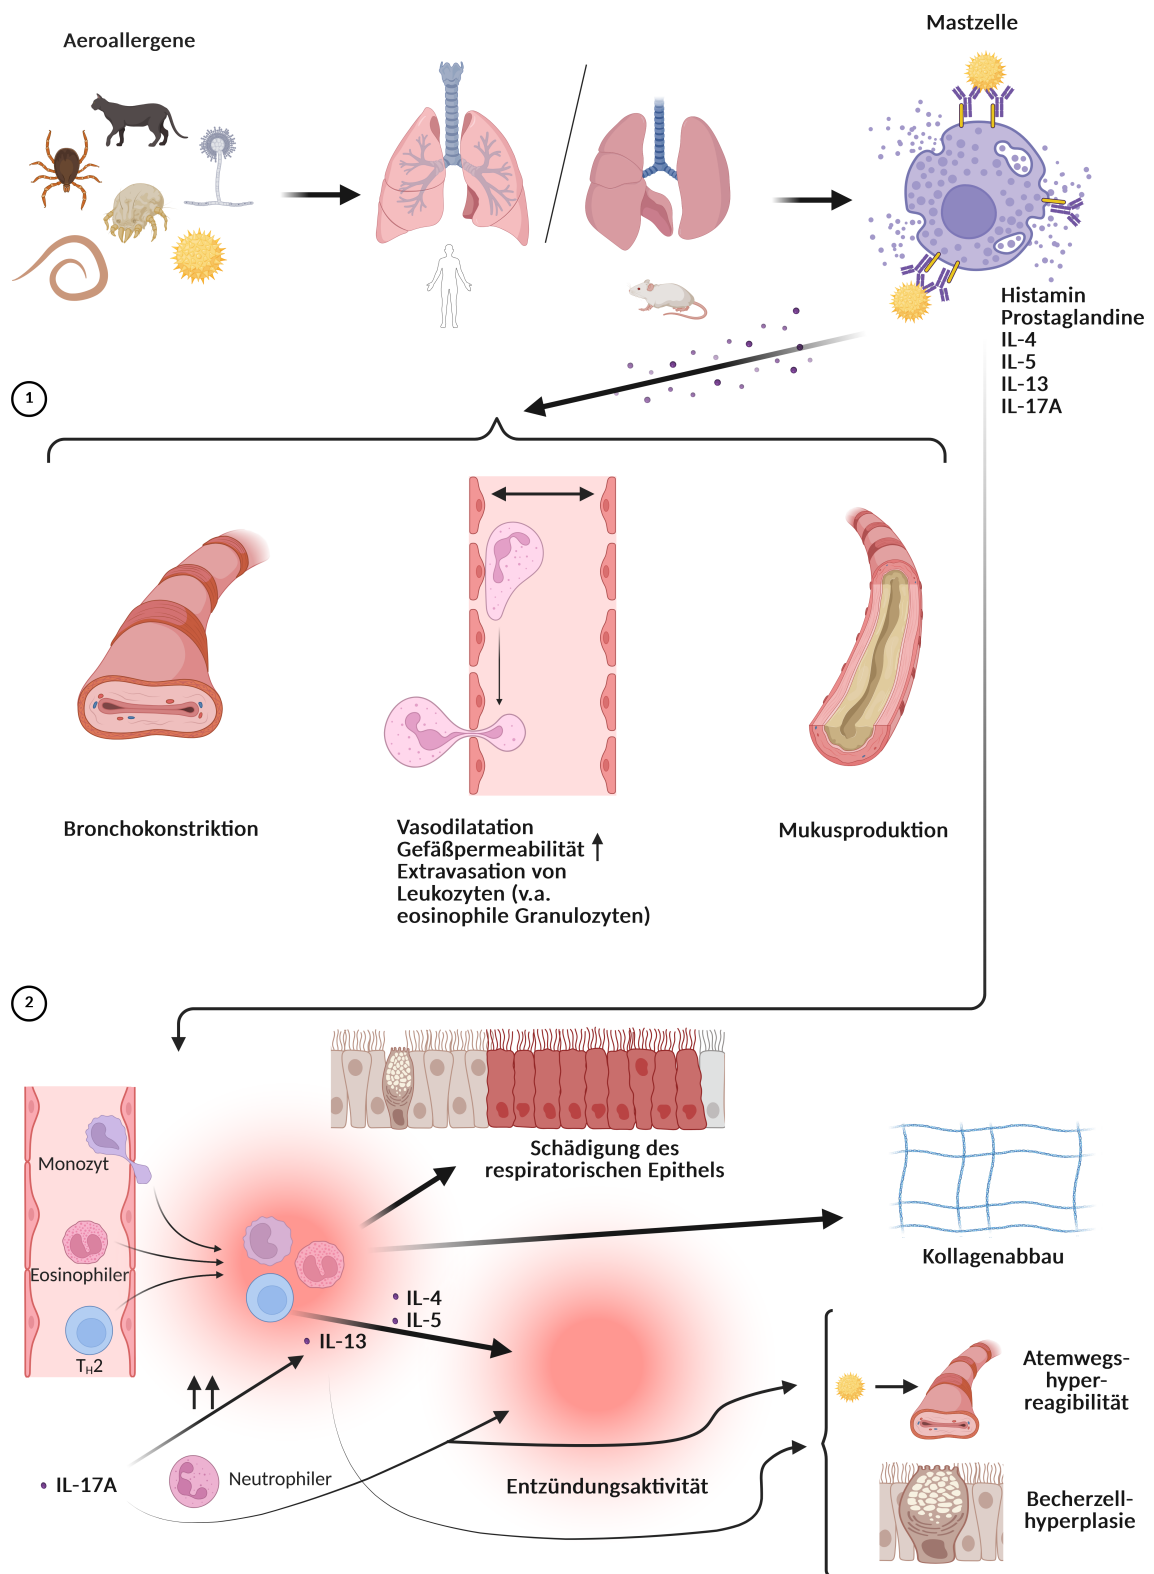 Aeroallergene
Mastzelle
Histamin
Prostaglandine
IL-4
IL-5
IL-13
IL-17A
1
Bronchokonstriktion
Vasodilatation
Gefäßpermeabilität
Extravasation von
Leukozyten (v.a.
eosinophile Granulozyten)
Mukusproduktion
2
Monozyt
Eosinophiler
TH2
Schädigung des
respiratorischen Epithels
Kollagenabbau
IL-4
IL-5
IL-13
IL-17A
Neutrophiler
Entzündungsaktivität
Atemwegs-
hyper-
reagibilität
Becherzell-
hyperplasie